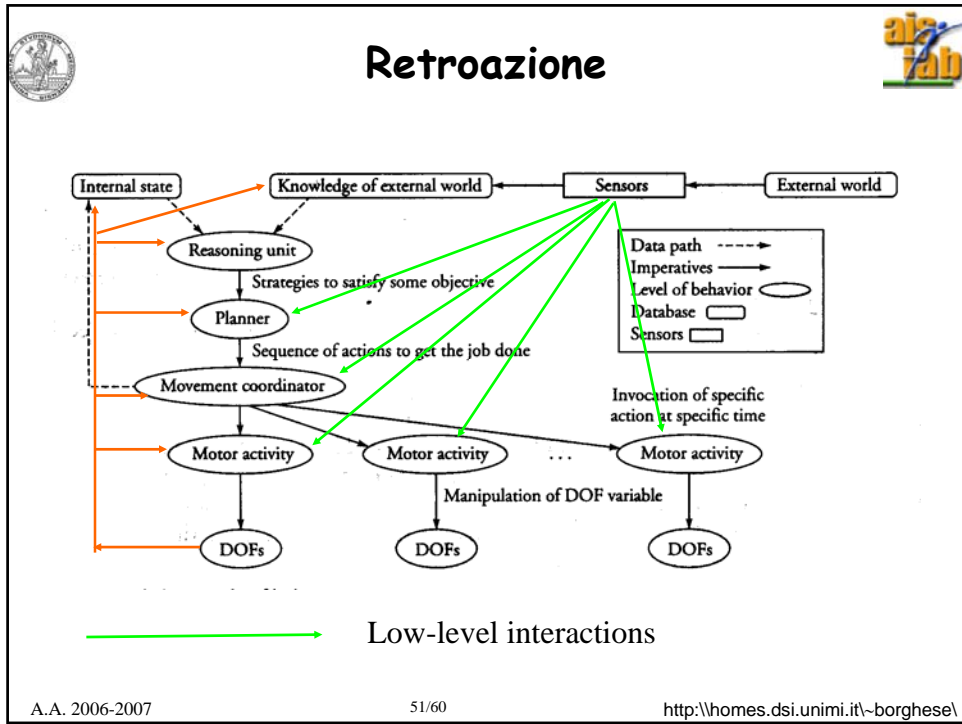 Retroazione
ais
lab
Internal state
Knowledge of external world
Sensors
External world
Reasoning unit
Data path
Imperatives
Level of behavior
Database
Sensors
Strategies to satisfy some objective
Planner
Sequence of actions to get the job done
Movement coordinator
Invocation of specific
action at specific time
Motor activity
Motor activity
...
Motor activity
Manipulation of DOF variable
DOFs
DOFs
DOFs
Low-level interactions
A.A. 2006-2007
51/60
http:\\homes.dsi.unimi.it\~borghese\